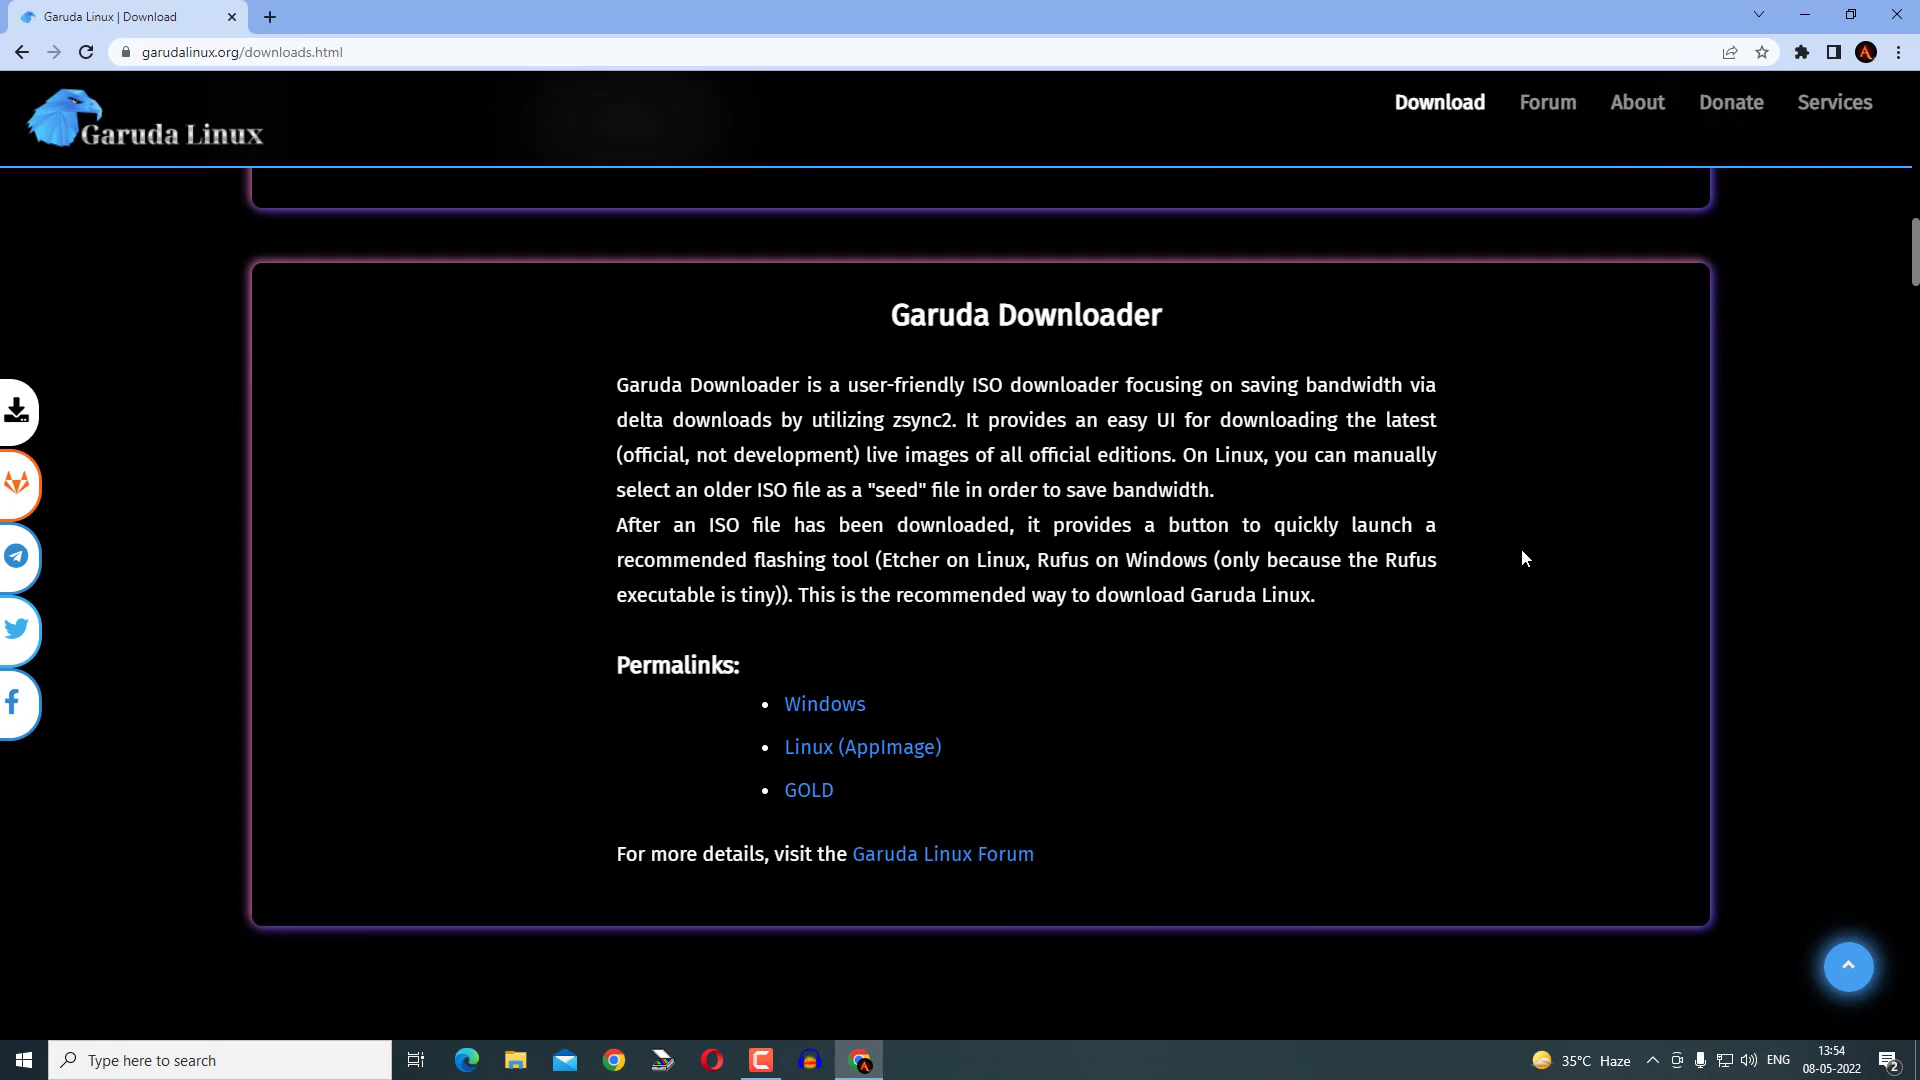 Garuda Linux | Download
garudalinux.org/downloads.html
Garuda Linux
Download Forum About Donate Services
Garuda Downloader
Garuda Downloader is a user-friendly ISO downloader focusing on saving bandwidth via
delta downloads by utilizing zsync2. It provides an easy UI for downloading the latest
(official, not development) live images of all official editions. On Linux, you can manually
select an older ISO file as a "seed" file in order to save bandwidth.
After an ISO file has been downloaded, it provides a button to quickly launch a
recommended flashing tool (Etcher on Linux, Rufus on Windows (only because the Rufus
executable is tiny)). This is the recommended way to download Garuda Linux.
Permalinks:
• Windows
• Linux (AppImage)
• GOLD
For more details, visit the Garuda Linux Forum
Type here to search
35°C Haze
ENG
13:54
08-05-2022
2